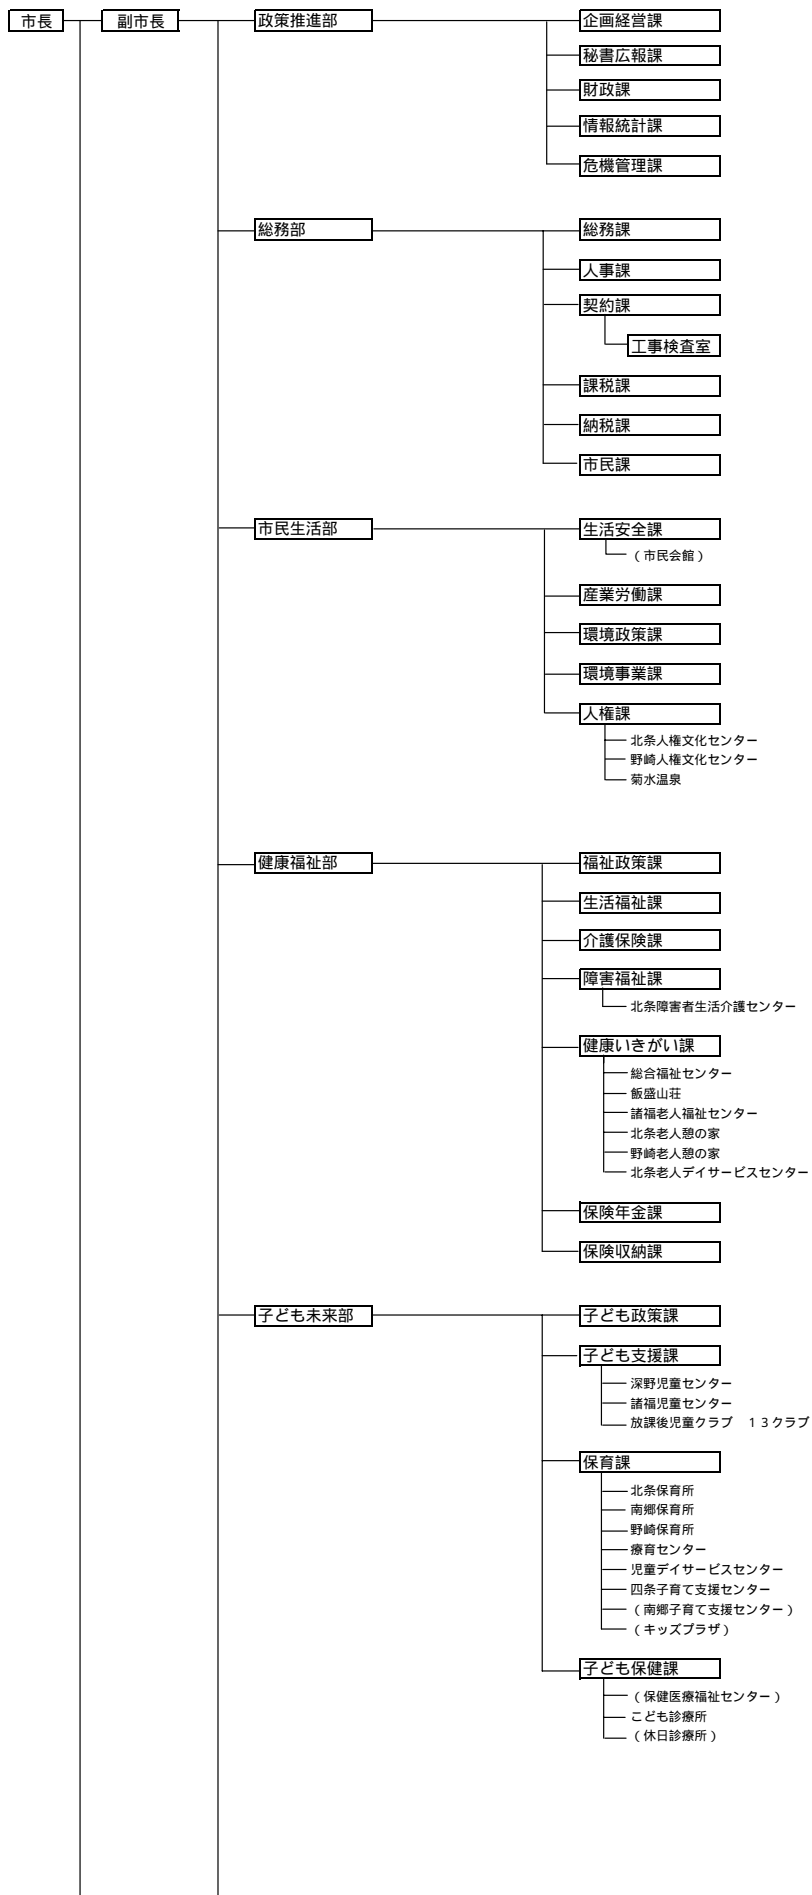 市長 副市長 政策推進部 企画経営課
秘書広報課
財政課
情報統計課
危機管理課
総務部 総務課
人事課
契約課
工事検査室
課税課
納税課
市民課
市民生活部 生活安全課
(市民会館)
産業労働課
環境政策課
環境事業課
人権課
北条人権文化センター
野崎人権文化センター
菊水温泉
健康福祉部 福祉政策課
生活福祉課
介護保険課
障害福祉課
北条障害者生活介護センター
健康いきがい課
総合福祉センター
飯盛山荘
諸福老人福祉センター
北条老人憩の家
野崎老人憩の家
北条老人デイサービスセンター
保険年金課
保険収納課
子ども未来部 子ども政策課
子ども支援課
深野児童センター
諸福児童センター
放課後児童クラブ 13クラブ
保育課
北条保育所
南郷保育所
野崎保育所
療育センター
児童デイサービスセンター
四条子育て支援センター
(南郷子育て支援センター)
(キッズプラザ)
子ども保健課
(保健医療福祉センター)
こども診療所
(休日診療所)